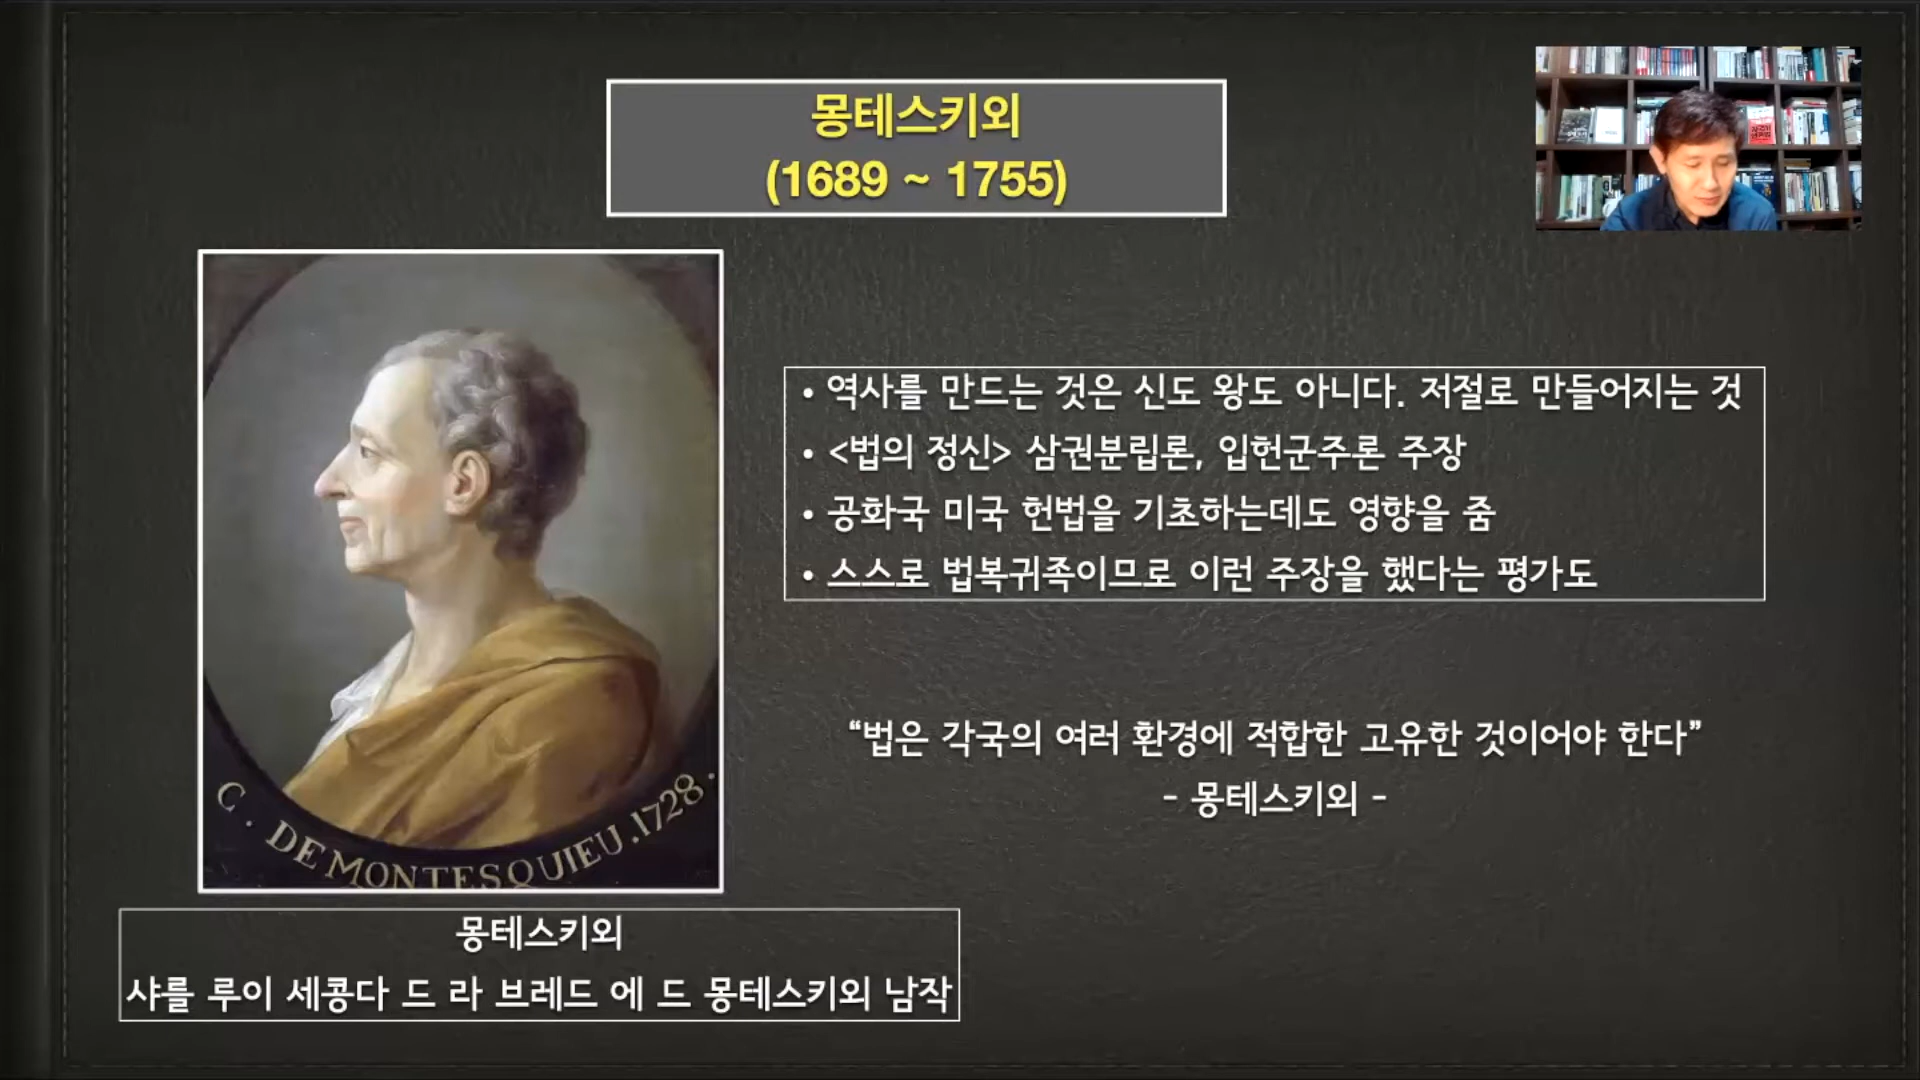 몽테스키외
(1689 ~ 1755)
• 역사를 만드는 것은 신도 왕도 아니다. 저절로 만들어지는 것
• <법의 정신> 삼권분립론, 입헌군주론 주장
• 공화국 미국 헌법을 기초하는데도 영향을 줌
• 스스로 법복귀족이므로 이런 주장을 했다는 평가도
“법은 각국의 여러 환경에 적합한 고유한 것이어야 한다”
- 몽테스키외 -
C. DE MONTESQUIEU. 1728.
몽테스키외
샤를 루이 세콩다 드 라 브레드 에 드 몽테스키외 남작